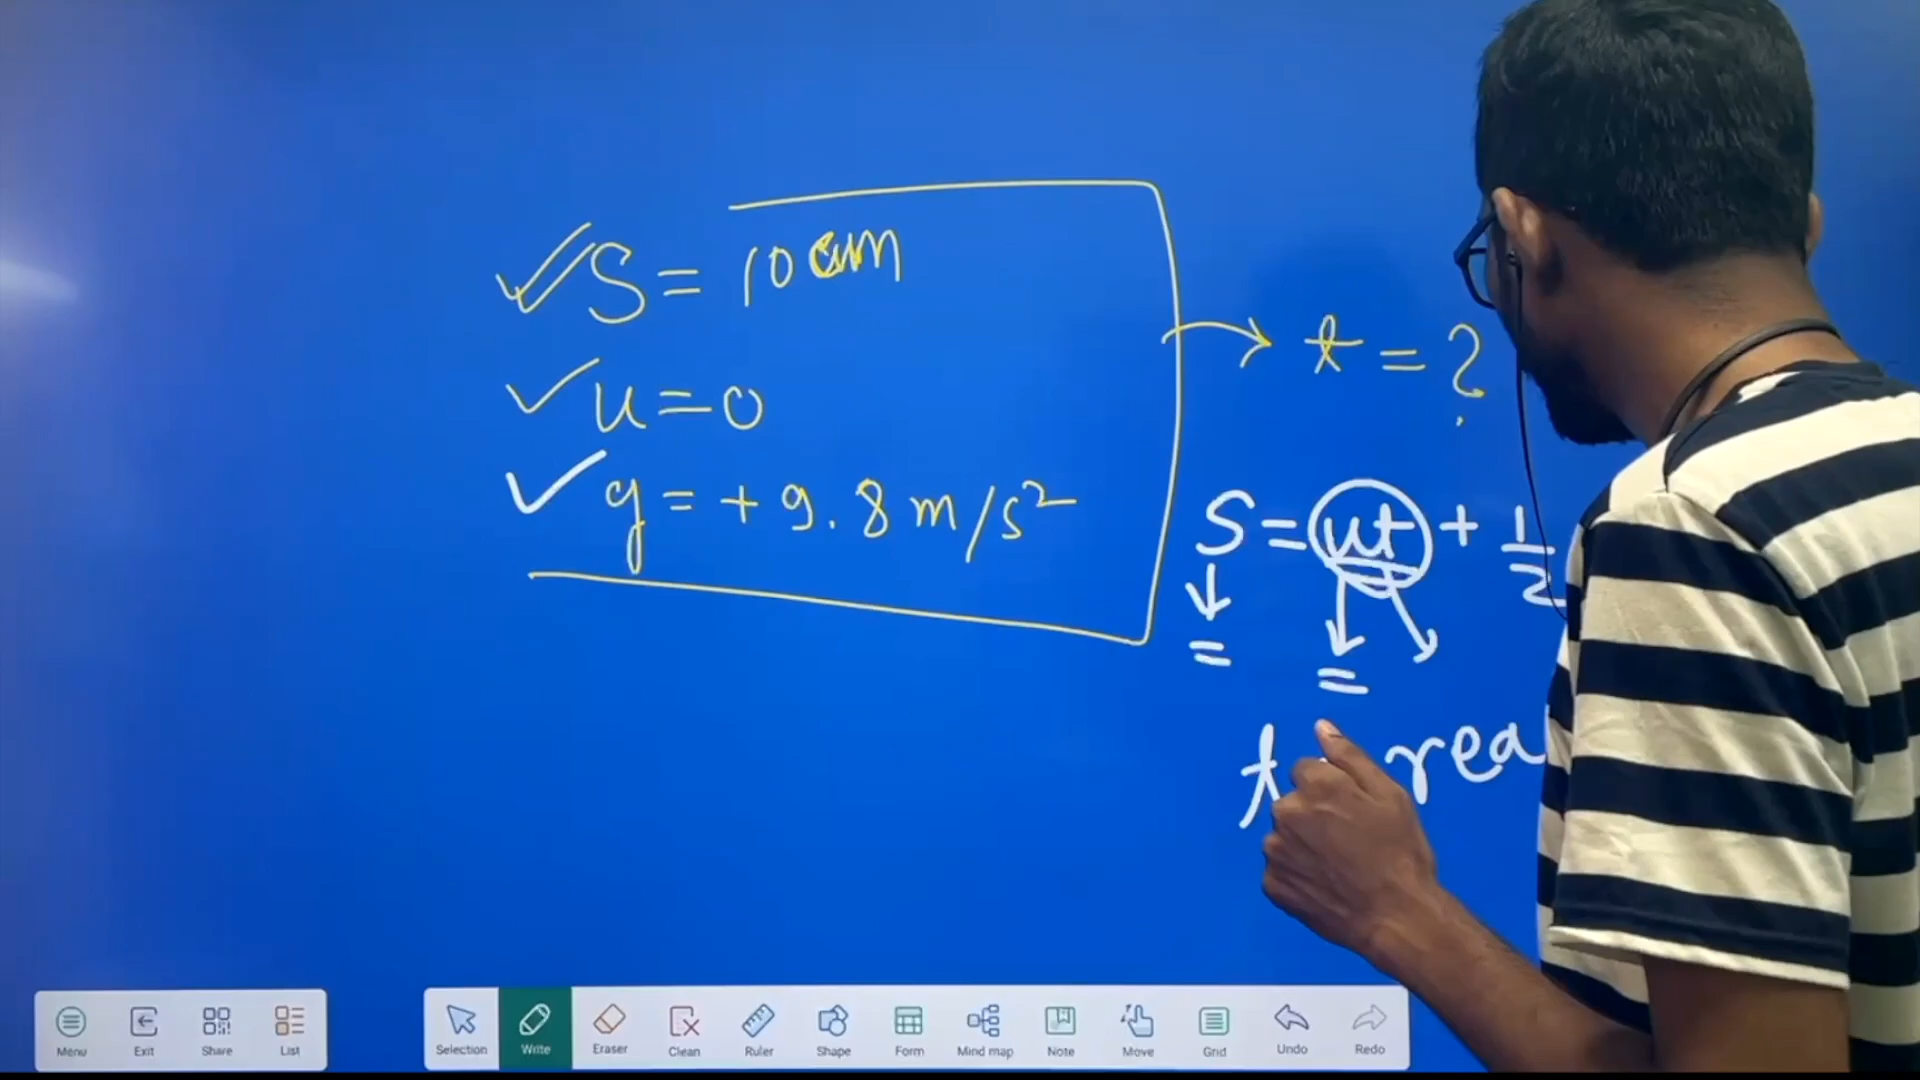 S = 10 cm
u = 0
g = + 9.8 m/s²
t = ?
S = ut + 1/2
t rea
Menu Exit Share List Selection Write Eraser Clean Ruler Shape Form Mind map Note Move Grid Undo Redo